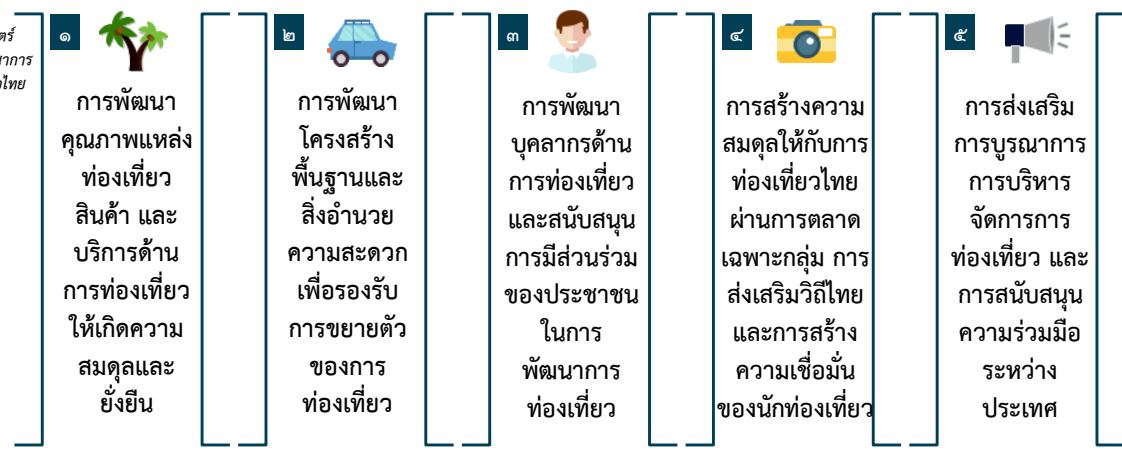 ๑
การพัฒนา
คุณภาพแหล่ง
ท่องเที่ยว
สินค้า และ
บริการด้าน
การท่องเที่ยว
ให้เกิดความ
สมดุลและ
ยั่งยืน
๒
การพัฒนา
โครงสร้าง
พื้นฐานและ
สิ่งอำนวย
ความสะดวก
เพื่อรองรับ
การขยายตัว
ของการ
ท่องเที่ยว
๓
การพัฒนา
บุคลากรด้าน
การท่องเที่ยว
และสนับสนุน
การมีส่วนร่วม
ของประชาชน
ในการ
พัฒนาการ
ท่องเที่ยว
๔
การสร้างความ
สมดุลให้กับการ
ท่องเที่ยวไทย
ผ่านการตลาด
เฉพาะกลุ่ม การ
ส่งเสริมวิถีไทย
และการสร้าง
ความเชื่อมั่น
ของนักท่องเที่ยว
๕
การส่งเสริม
การบูรณาการ
การบริหาร
จัดการการ
ท่องเที่ยว และ
การสนับสนุน
ความร่วมมือ
ระหว่าง
ประเทศ